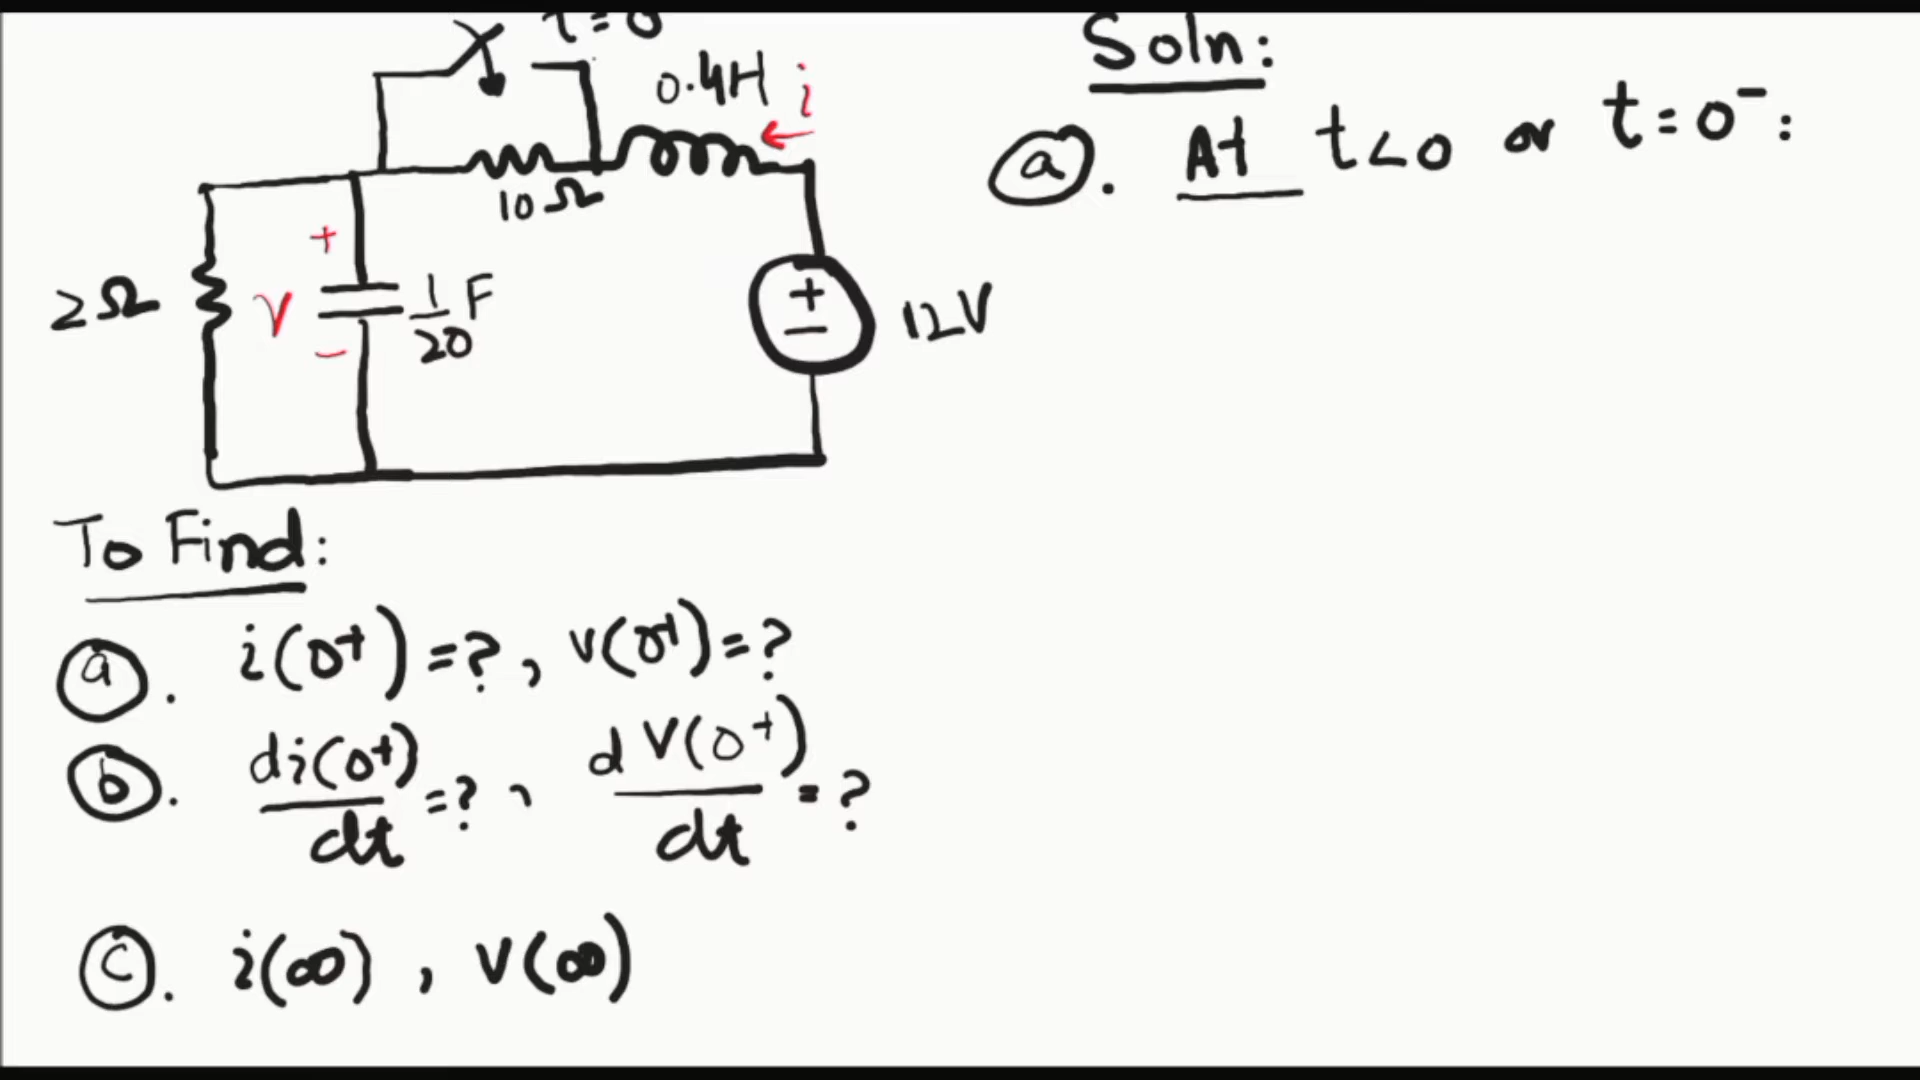 t=0
Soln:
0.4H i
a. At t<0 or t=0⁻:
10Ω
+
2Ω V 1/20 F + 12V
−
−
To Find:
a. i(0⁺)=?, v(0⁺)=?
b. di(0⁺)/dt=?, dV(0⁺)/dt=?
c. i(∞), v(∞)